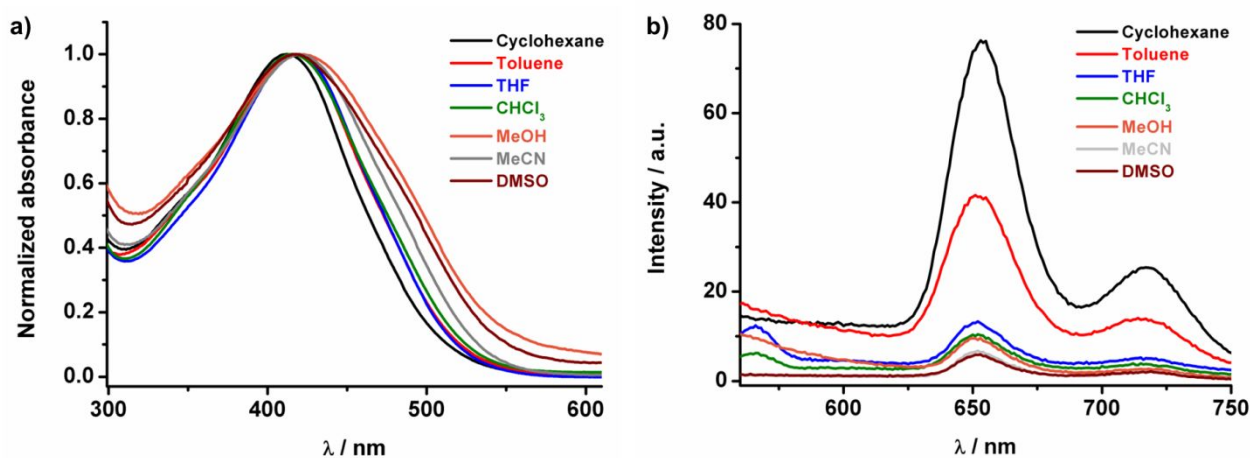 a)
Normalized absorbance
1.0
0.8
0.6
0.4
0.2
0.0
300
400
500
600
λ / nm
Cyclohexane
Toluene
THF
CHCl₃
MeOH
MeCN
DMSO
b)
Intensity / a.u.
80
60
40
20
0
600
650
700
750
λ / nm
Cyclohexane
Toluene
THF
CHCl₃
MeOH
MeCN
DMSO